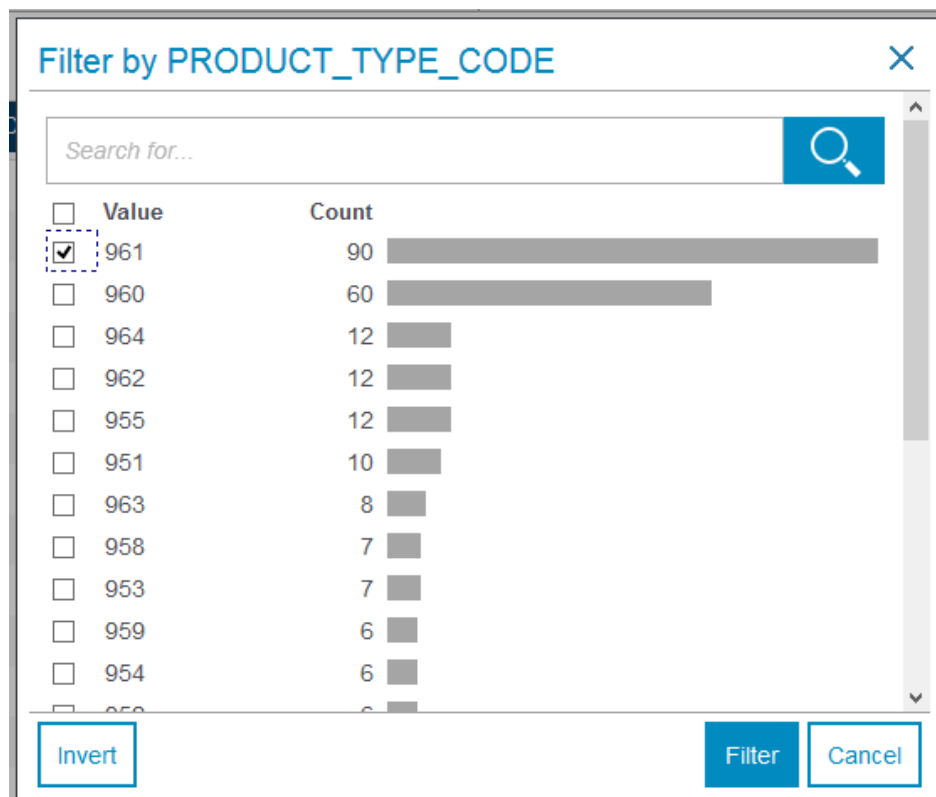 Filter by PRODUCT_TYPE_CODE
Search for...
Value Count
961 90
960 60
964 12
962 12
955 12
951 10
963 8
958 7
953 7
959 6
954 6
Invert Filter Cancel